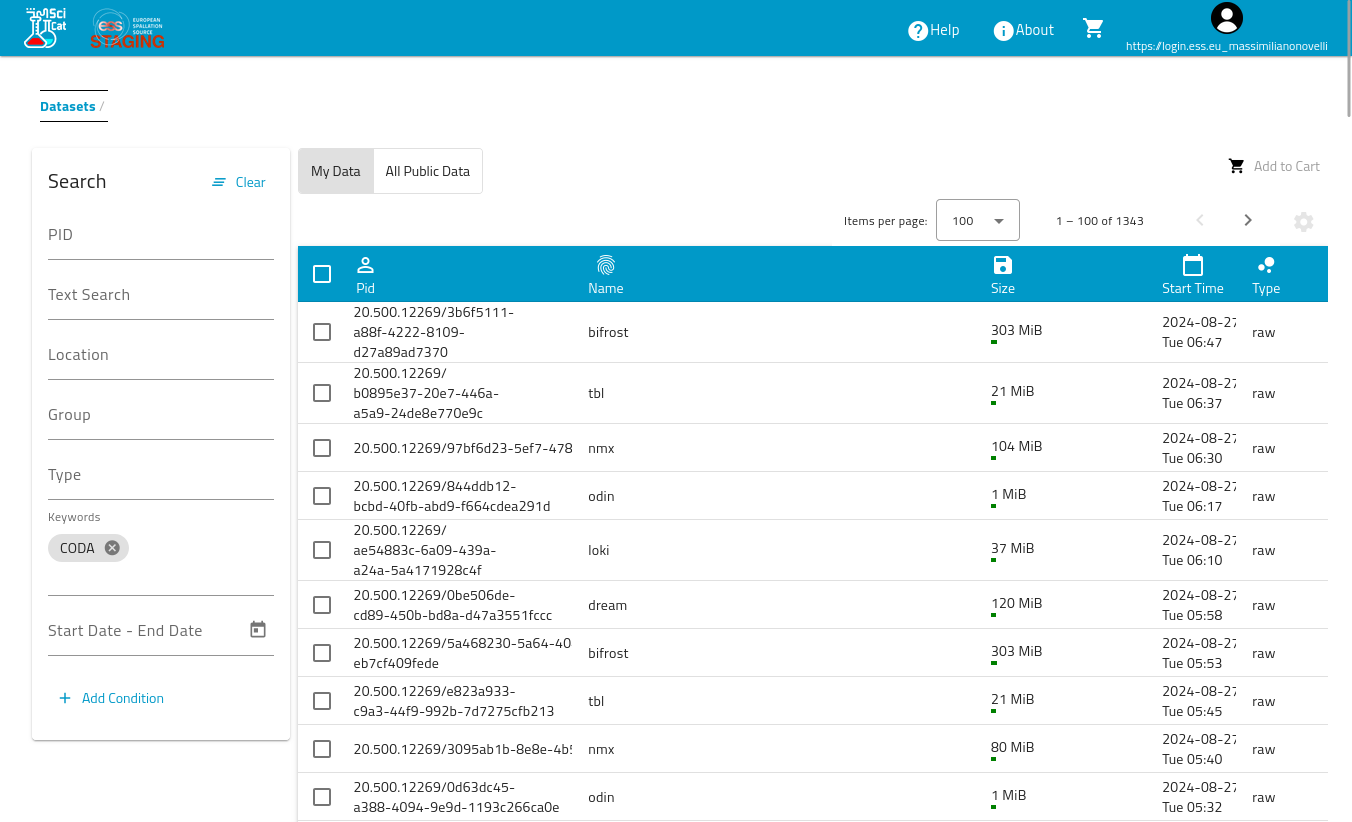 Sci
Cat
ess
EUROPEAN
SPALLATION
SOURCE
STAGING
Help
About
https://login.ess.eu_massimilianonovelli
Datasets /
Search
Clear
PID
Text Search
Location
Group
Type
Keywords
CODA
Start Date - End Date
Add Condition
My Data
All Public Data
Add to Cart
Items per page:
100
1 – 100 of 1343
Pid
Name
Size
Start Time
Type
20.500.12269/3b6f5111-
a88f-4222-8109-
d27a89ad7370
bifrost
303 MiB
2024-08-27
Tue 06:47
raw
20.500.12269/
b0895e37-20e7-446a-
a5a9-24de8e770e9c
tbl
21 MiB
2024-08-27
Tue 06:37
raw
20.500.12269/97bf6d23-5ef7-478
nmx
104 MiB
2024-08-27
Tue 06:30
raw
20.500.12269/844ddb12-
bcbd-40fb-abd9-f664cdea291d
odin
1 MiB
2024-08-27
Tue 06:17
raw
20.500.12269/
ae54883c-6a09-439a-
a24a-5a4171928c4f
loki
37 MiB
2024-08-27
Tue 06:10
raw
20.500.12269/0be506de-
cd89-450b-bd8a-d47a3551fccc
dream
120 MiB
2024-08-27
Tue 05:58
raw
20.500.12269/5a468230-5a64-40
eb7cf409fede
bifrost
303 MiB
2024-08-27
Tue 05:53
raw
20.500.12269/e823a933-
c9a3-44f9-992b-7d7275cfb213
tbl
21 MiB
2024-08-27
Tue 05:45
raw
20.500.12269/3095ab1b-8e8e-4b5
nmx
80 MiB
2024-08-27
Tue 05:40
raw
20.500.12269/0d63dc45-
a388-4094-9e9d-1193c266ca0e
odin
1 MiB
2024-08-27
Tue 05:32
raw